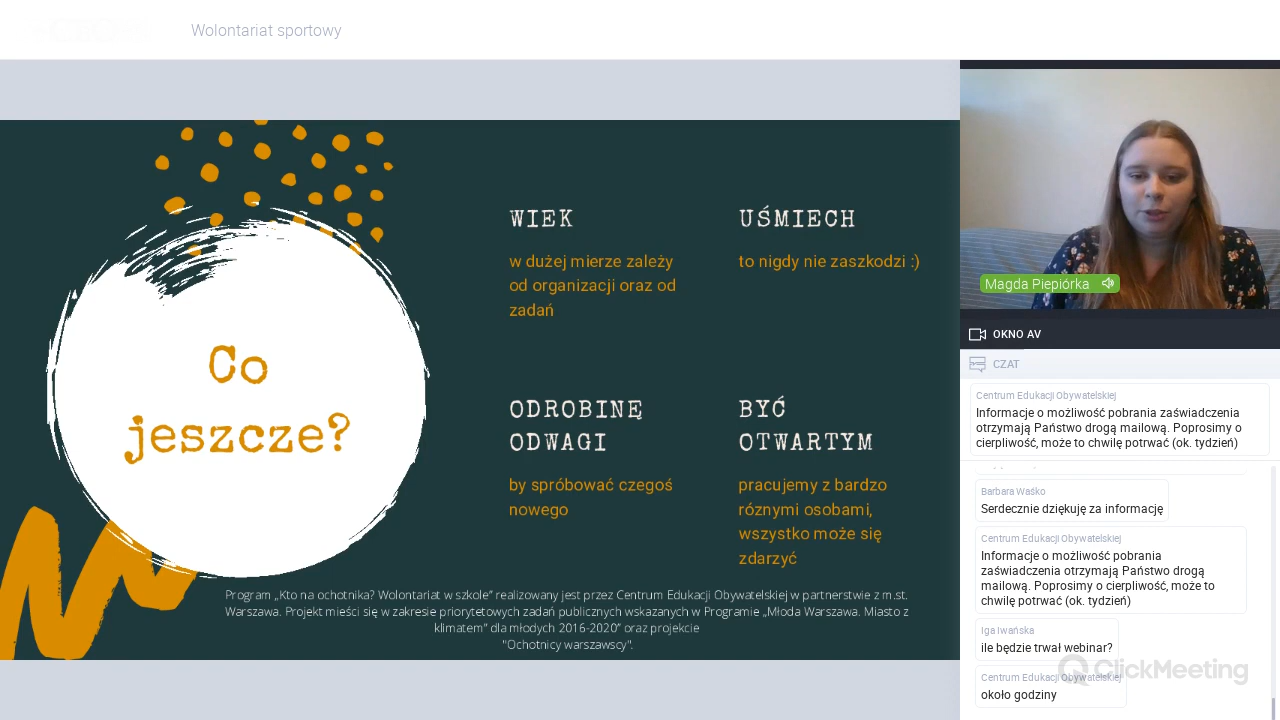 Wolontariat sportowy
Co
jeszcze?
WIEK
w dużej mierze zależy
od organizacji oraz od
zadań
UŚMIECH
to nigdy nie zaszkodzi :)
ODROBINĘ
ODWAGI
by spróbować czegoś
nowego
BYĆ
OTWARTYM
pracujemy z bardzo
róznymi osobami,
wszystko może się
zdarzyć
Program „Kto na ochotnika? Wolontariat w szkole” realizowany jest przez Centrum Edukacji Obywatelskiej w partnerstwie z m.st.
Warszawa. Projekt mieści się w zakresie priorytetowych zadań publicznych wskazanych w Programie „Młoda Warszawa. Miasto z
klimatem” dla młodych 2016-2020” oraz projekcie
"Ochotnicy warszawscy".
Magda Piepiórka
OKNO AV
CZAT
Centrum Edukacji Obywatelskiej
Informacje o możliwość pobrania zaświadczenia
otrzymają Państwo drogą mailową. Poprosimy o
cierpliwość, może to chwilę potrwać (ok. tydzień)
Barbara Waśko
Serdecznie dziękuję za informację
Centrum Edukacji Obywatelskiej
Informacje o możliwość pobrania
zaświadczenia otrzymają Państwo drogą
mailową. Poprosimy o cierpliwość, może to
chwilę potrwać (ok. tydzień)
Iga Iwańska
ile będzie trwał webinar?
Centrum Edukacji Obywatelskiej
około godziny
ClickMeeting